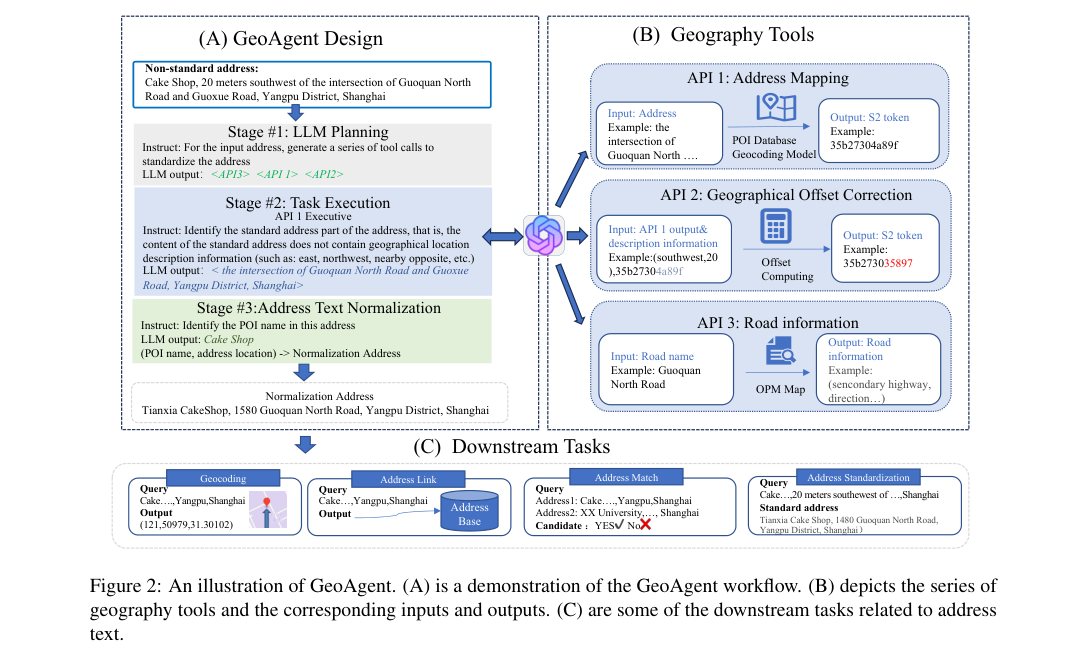 (A) GeoAgent Design
Non-standard address:
Cake Shop, 20 meters southwest of the intersection of Guoquan North
Road and Guoxue Road, Yangpu District, Shanghai
Stage #1: LLM Planning
Instruct: For the input address, generate a series of tool calls to
standardize the address
LLM output: <API3> <API 1> <API2>
Stage #2: Task Execution
API 1 Executive
Instruct: Identify the standard address part of the address, that is, the
content of the standard address does not contain geographical location
description information (such as: east, northwest, nearby opposite, etc.)
LLM output: < the intersection of Guoquan North Road and Guoxue
Road, Yangpu District, Shanghai>
Stage #3:Address Text Normalization
Instruct: Identify the POI name in this address
LLM output: Cake Shop
(POI name, address location) -> Normalization Address
Normalization Address
Tianxia CakeShop, 1580 Guoquan North Road, Yangpu District, Shanghai
(B) Geography Tools
API 1: Address Mapping
Input: Address
Example: the
intersection of
Guoquan North ….
POI Database
Geocoding Model
Output: S2 token
Example:
35b27304a89f
API 2: Geographical Offset Correction
Input: API 1 output&
description information
Example:(southwest,20
),35b27304a89f
Offset
Computing
Output: S2 token
Example:
35b27303 5897
API 3: Road information
Input: Road name
Example: Guoquan
North Road
OPM Map
Output: Road
information
Example:
(sencondary highway,
direction…)
(C) Downstream Tasks
Geocoding
Query
Cake….,Yangpu,Shanghai
Output
(121,50979,31.30102)
Address Link
Query
Cake…,Yangpu,Shanghai
Output
Address
Base
Address Match
Query
Address1: Cake….,Yangpu,Shanghai
Address2: XX University,…, Shanghai
Candidate : YES✓ No✗
Address Standardization
Query
Cake…,20 meters southewest of …,Shanghai
Standard address
Tianxia Cake Shop, 1480 Guoquan North Road,
Yangpu District, Shanghai )
Figure 2: An illustration of GeoAgent. (A) is a demonstration of the GeoAgent workflow. (B) depicts the series of
geography tools and the corresponding inputs and outputs. (C) are some of the downstream tasks related to address
text.